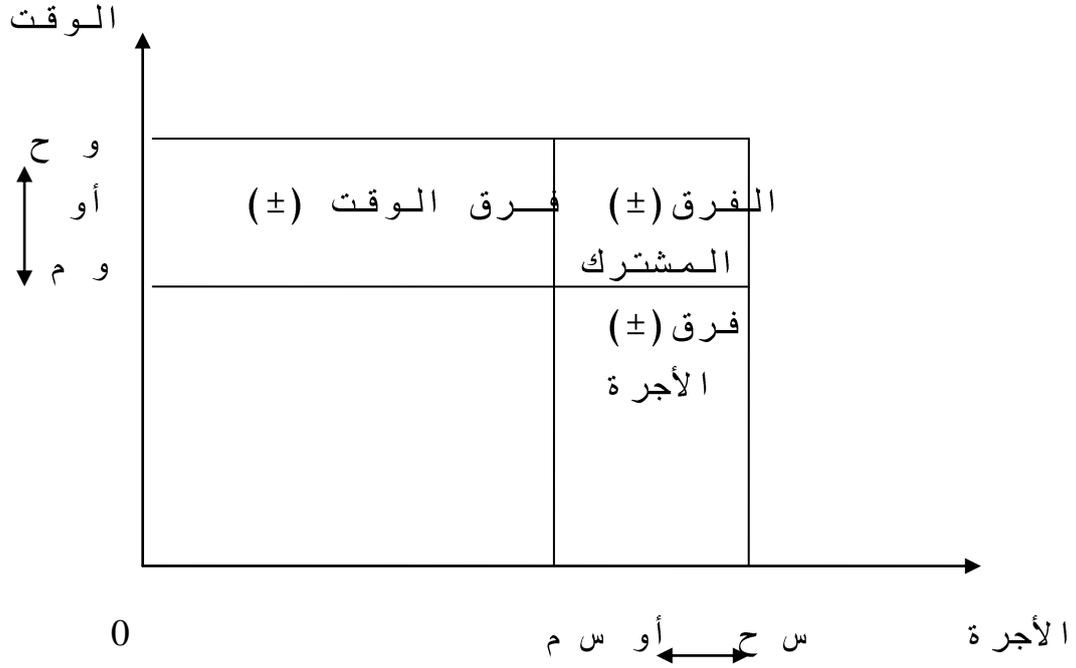 الوقت
و ح
أو
و م
فرق الوقت (±)
الفرق (±)
المشترك
فرق (±)
الأجرة
0
س ح أو س م
الأجرة